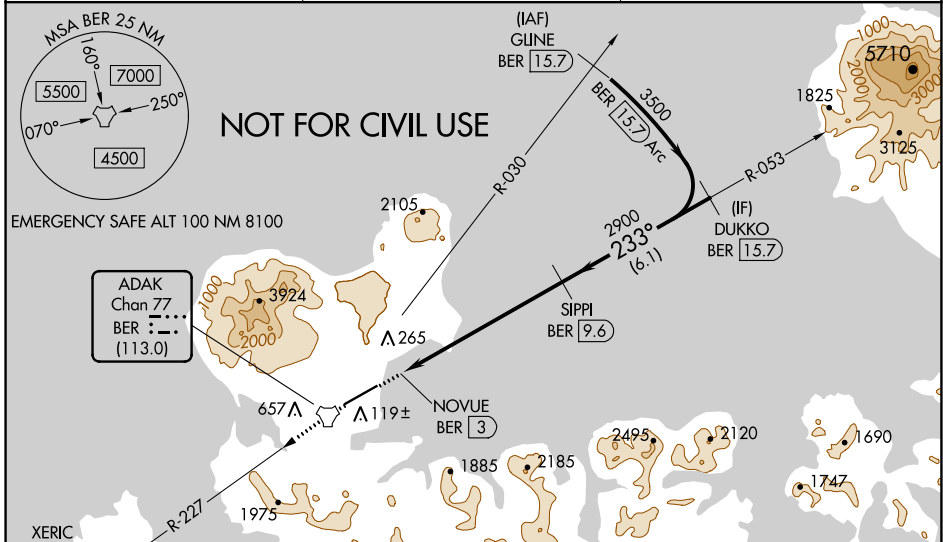 MSA BER 25 NM
160°
5500
7000
250°
070°
4500
EMERGENCY SAFE ALT 100 NM 8100
NOT FOR CIVIL USE
(IAF)
GLINE
BER 15.7
3500
BER 15.7 Arc
R-030
R-053
1000
5710
2000
3000
1825
3125
2105
2900
233°
(6.1)
(IF)
DUKKO
BER 15.7
SIPPI
BER 9.6
ADAK
Chan 77
BER
(113.0)
1000
3924
2000
265
657
119±
NOVUE
BER 3
2495
2120
1690
1885
2185
1747
1975
R-227
XERIC